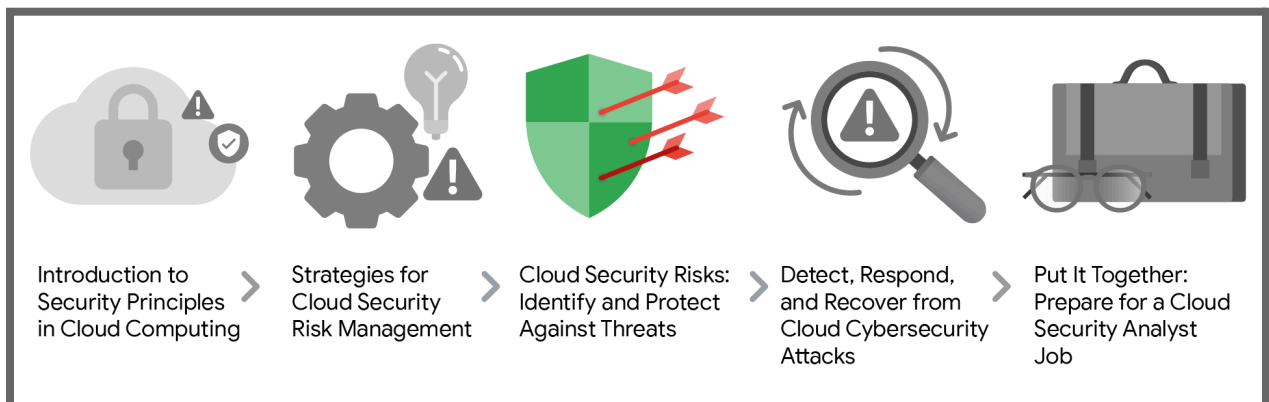 Introduction to
Security Principles
in Cloud Computing
Strategies for
Cloud Security
Risk Management
Cloud Security Risks:
Identify and Protect
Against Threats
Detect, Respond,
and Recover from
Cloud Cybersecurity
Attacks
Put It Together:
Prepare for a Cloud
Security Analyst
Job